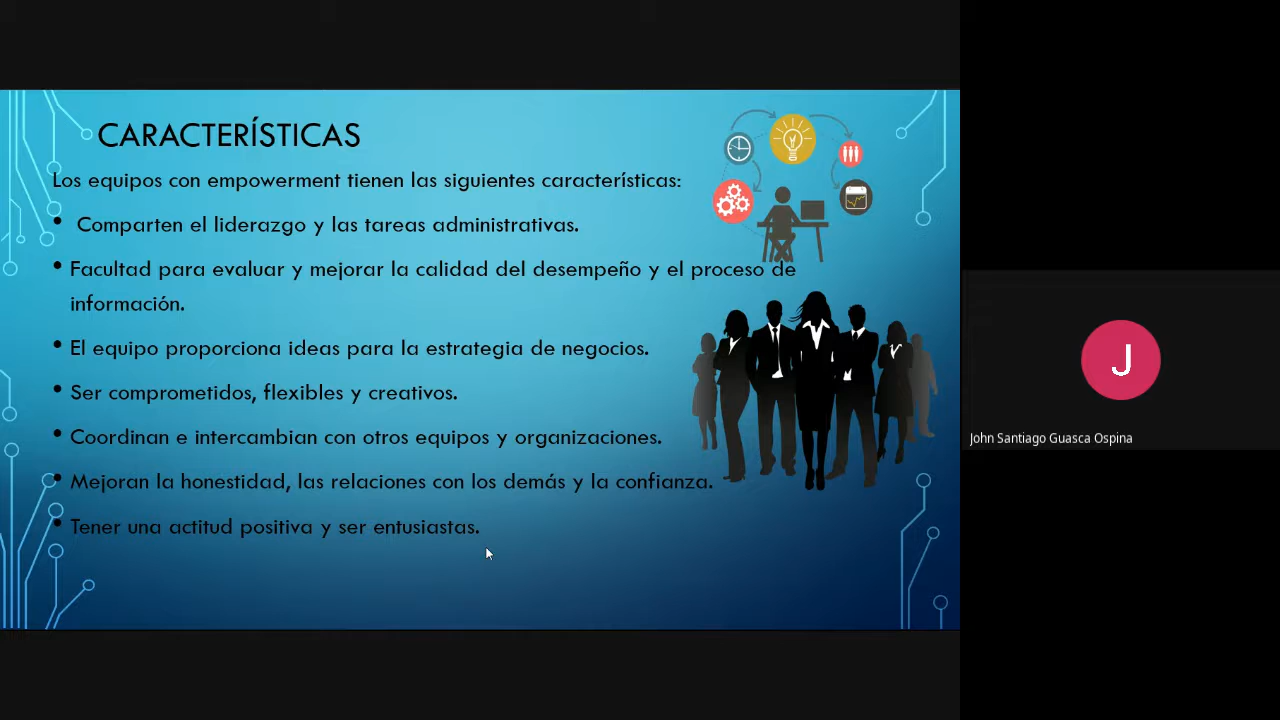 CARACTERÍSTICAS
Los equipos con empowerment tienen las siguientes características:
• Comparten el liderazgo y las tareas administrativas.
• Facultad para evaluar y mejorar la calidad del desempeño y el proceso de
información.
• El equipo proporciona ideas para la estrategia de negocios.
• Ser comprometidos, flexibles y creativos.
• Coordinan e intercambian con otros equipos y organizaciones.
• Mejoran la honestidad, las relaciones con los demás y la confianza.
• Tener una actitud positiva y ser entusiastas.
J
John Santiago Guasca Ospina